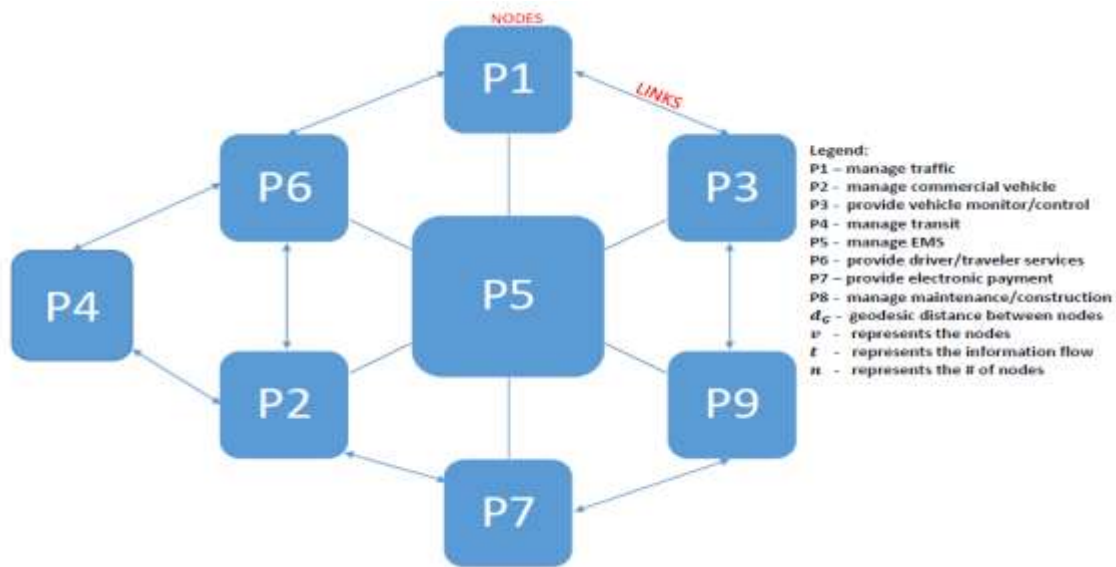 NODES
P1
LINKS
P6
P3
P4
P5
P2
P9
P7
Legend:
P1 – manage traffic
P2 - manage commercial vehicle
P3 - provide vehicle monitor/control
P4 - manage transit
P5 - manage EMS
P6 - provide driver/traveler services
P7 – provide electronic payment
P8 - manage maintenance/construction
d_G - geodesic distance between nodes
v - represents the nodes
t - represents the information flow
n - represents the # of nodes